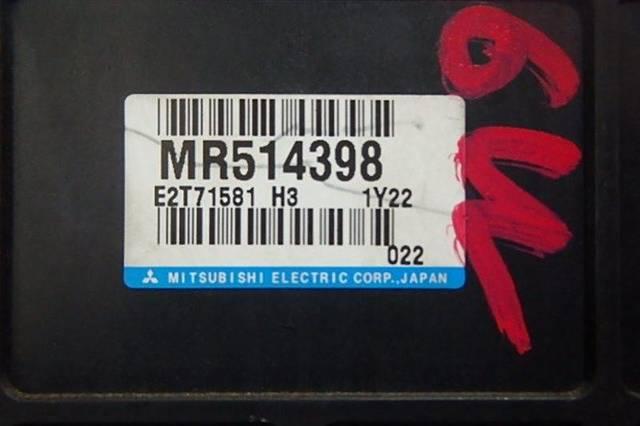 MR514398
E2T71581 H3 1Y22
022
MITSUBISHI ELECTRIC CORP.,JAPAN